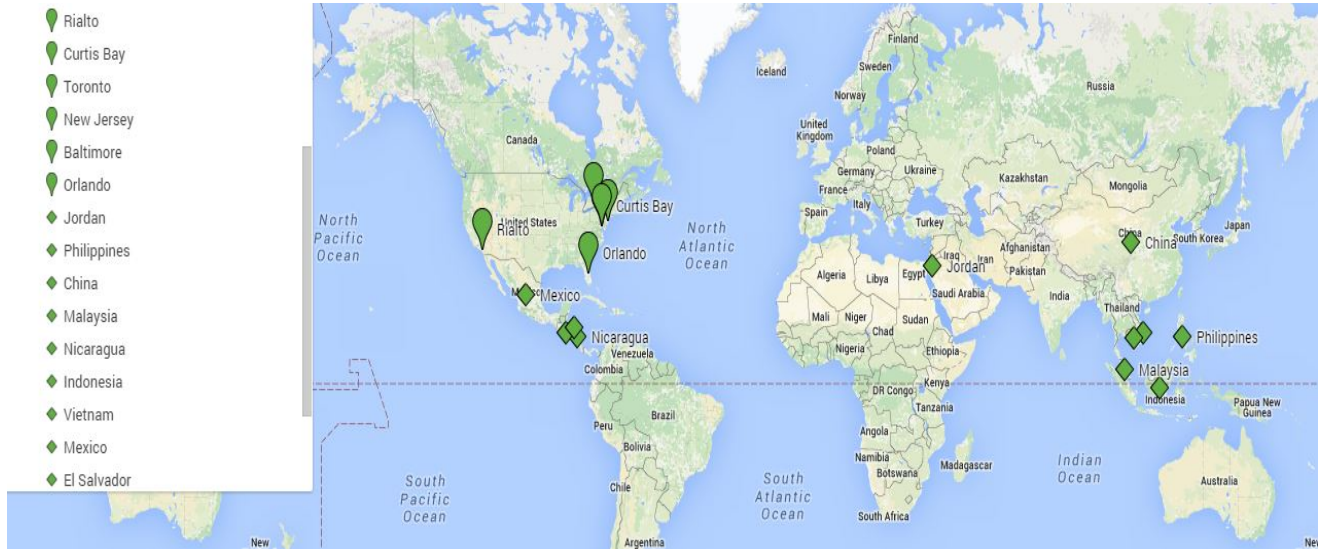 Rialto
Curtis Bay
Toronto
New Jersey
Baltimore
Orlando
Jordan
Philippines
China
Malaysia
Nicaragua
Indonesia
Vietnam
Mexico
El Salvador
Finland
Iceland
Sweden
Russia
Norway
Canada
United
Kingdom
Poland
Germany
Ukraine
Kazakhstan
France
Mongolia
Italy
Curtis Bay
North
Pacific
Ocean
United States
Rialto
North
Atlantic
Ocean
Spain
Turkey
Japan
China
China
South Korea
Afghanistan
Orlando
Iraq
Iran
Jordan
Pakistan
Algeria
Libya
Egypt
Saudi Arabia
India
Mexico
Mali
Niger
Sudan
Chad
Thailand
Nicaragua
Venezuela
Nigeria
Ethiopia
Philippines
Colombia
Malaysia
Kenya
DR Congo
Indonesia
Tanzania
Papua New
Guinea
Peru
Brazil
Angola
Bolivia
Namibia
Botswana
Madagascar
Indian
Ocean
South
Pacific
Ocean
Chile
South
Atlantic
Ocean
South Africa
Australia
New
Argentina